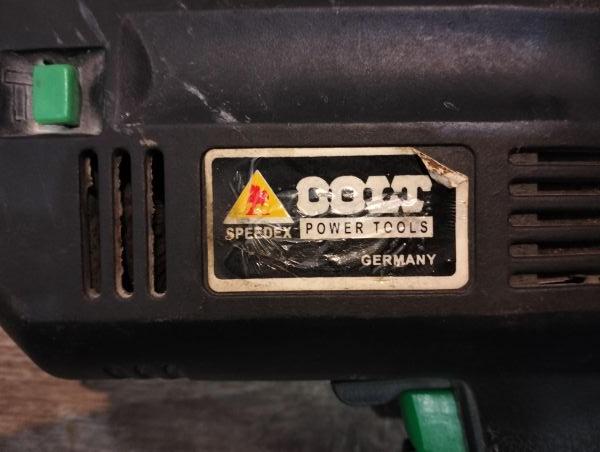 COLT
SPEEDEX POWER TOOLS
GERMANY